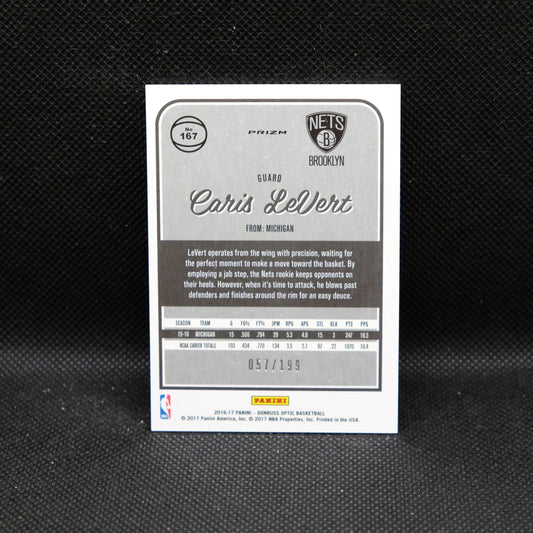 No
167
PRIZM
NETS
B
BROOKLYN
GUARD
Caris LeVert
FROM: MICHIGAN
LeVert operates from the wing with precision, waiting for
the perfect moment to make a move toward the basket. By
employing a jab step, the Nets rookie keeps opponents on
their heels. However, when it's time to attack, he blows past
defenders and finishes around the rim for an easy deuce.
SEASON TEAM G FG% FT% 3PM RPG APG STL BLK PTS PPG
15-16 MICHIGAN 15 .506 .794 29 5.3 4.9 15 3 247 16.5
NCAA CAREER TOTALS 103 .434 .770 134 3.5 2.7 97 22 1070 10.4
057/199
PANINI
2016-17 PANINI - DONRUSS OPTIC BASKETBALL
© 2017 Panini America, Inc. © 2017 NBA Properties, Inc. Printed in the USA.